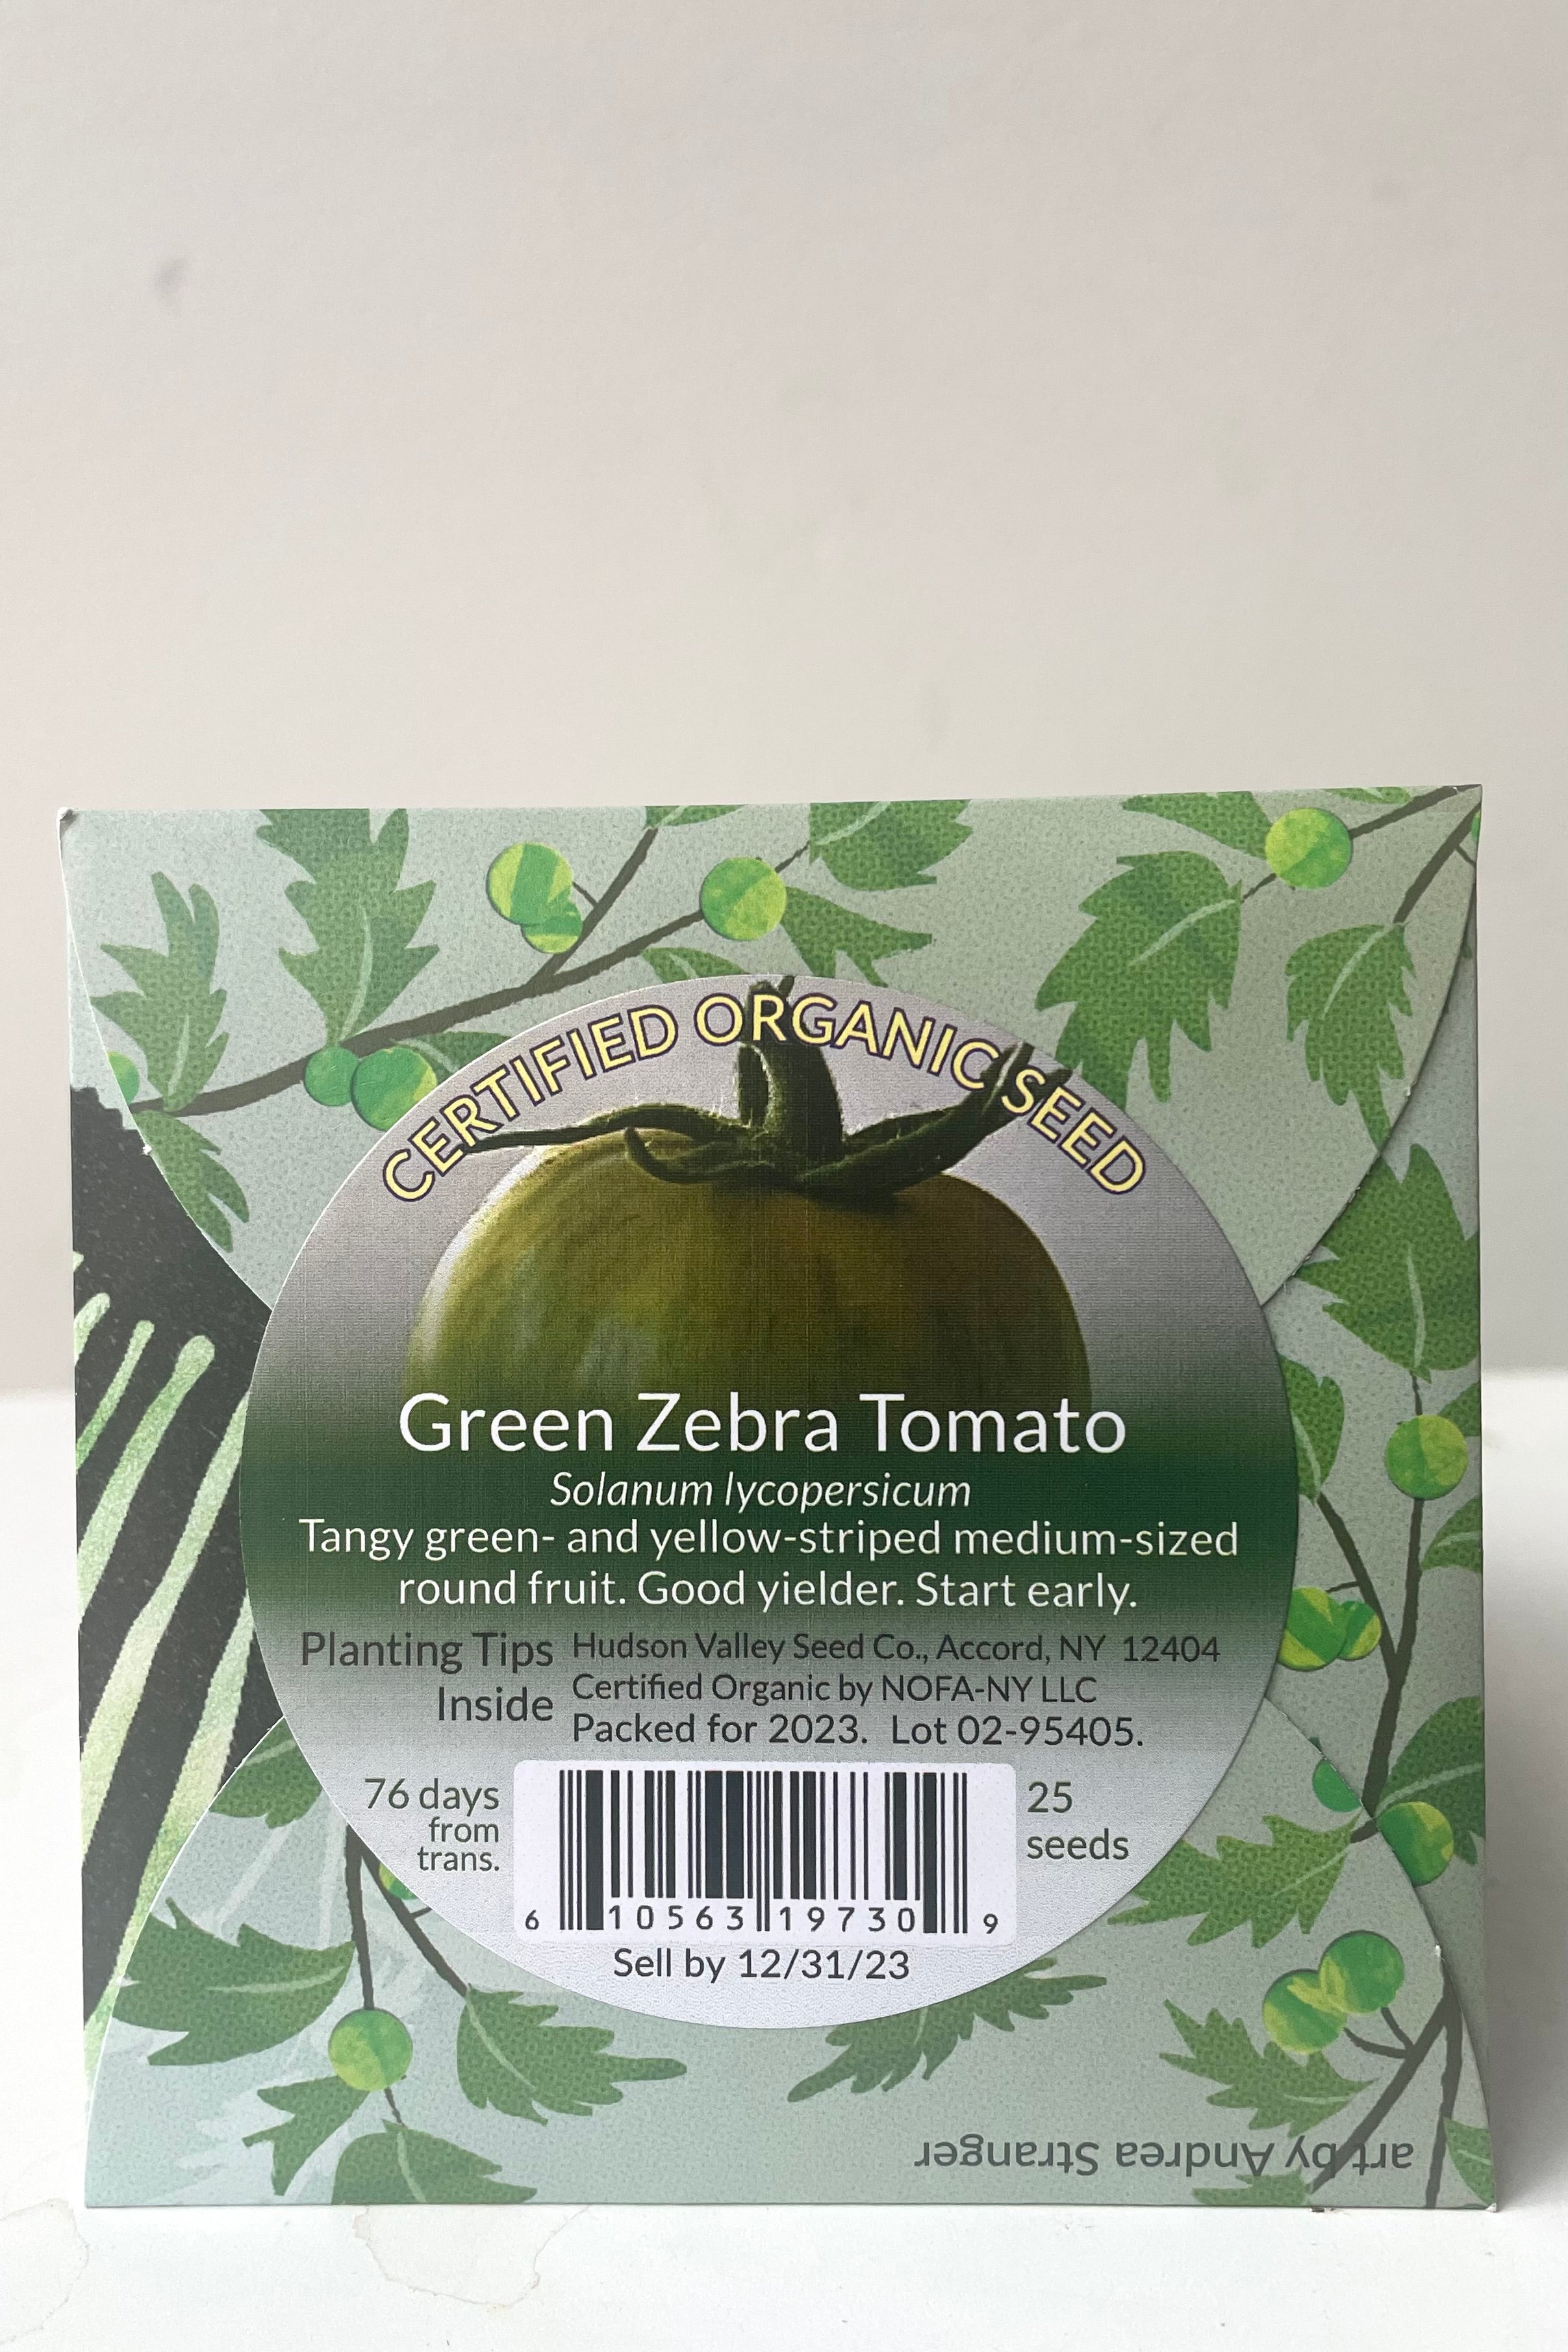 CERTIFIED ORGANIC SEED
Green Zebra Tomato
Solanum lycopersicum
Tangy green- and yellow-striped medium-sized
round fruit. Good yielder. Start early.
Planting Tips
Inside
Hudson Valley Seed Co., Accord, NY 12404
Certified Organic by NOFA-NY LLC
Packed for 2023. Lot 02-95405.
76 days
from
trans.
25
seeds
6 10563 19730 9
Sell by 12/31/23
art by Andrea Stranger